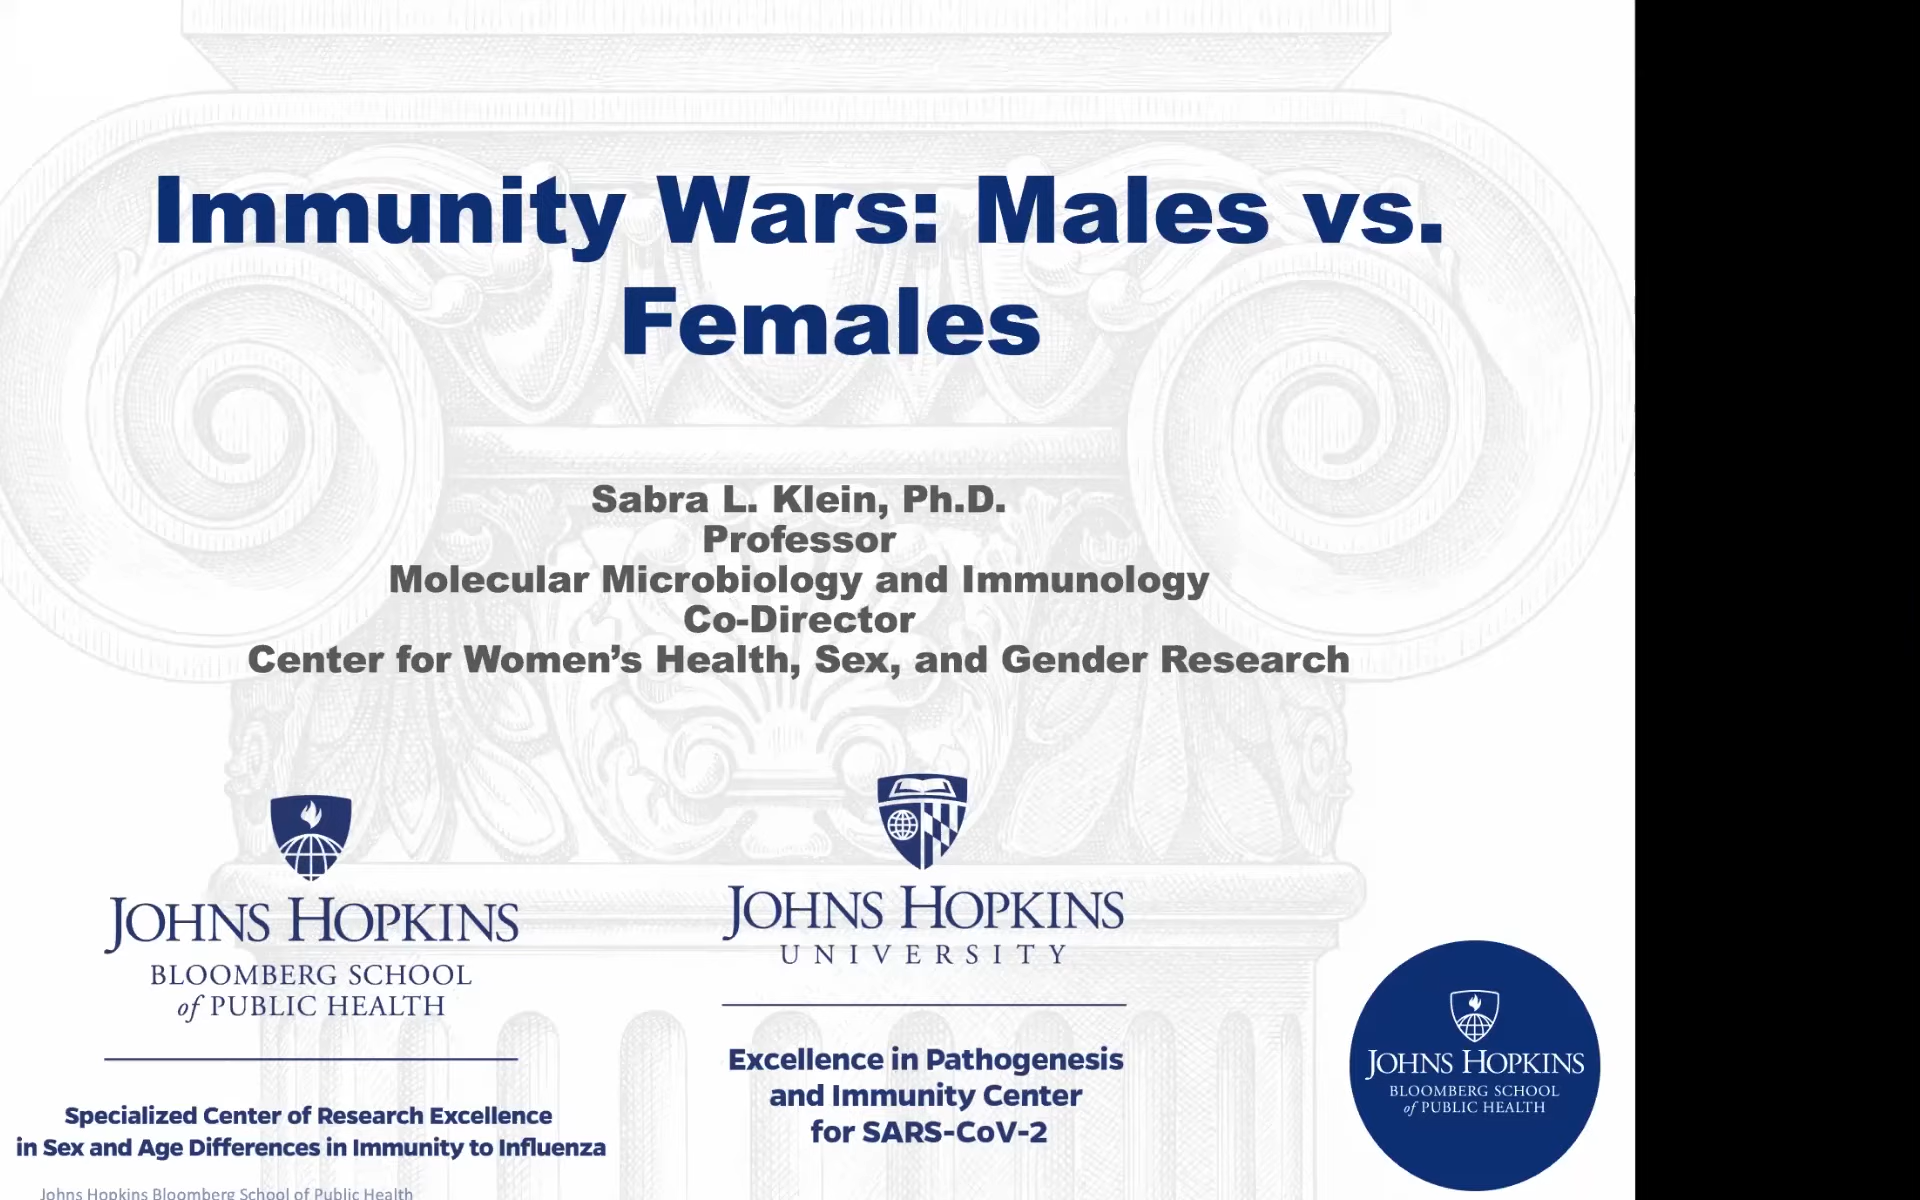 Immunity Wars: Males vs.
Females
Sabra L. Klein, Ph.D.
Professor
Molecular Microbiology and Immunology
Co-Director
Center for Women’s Health, Sex, and Gender Research
JOHNS HOPKINS
BLOOMBERG SCHOOL
of PUBLIC HEALTH
Specialized Center of Research Excellence
in Sex and Age Differences in Immunity to Influenza
JOHNS HOPKINS
UNIVERSITY
Excellence in Pathogenesis
and Immunity Center
for SARS-CoV-2
JOHNS HOPKINS
BLOOMBERG SCHOOL
of PUBLIC HEALTH
Johns Hopkins Bloomberg School of Public Health